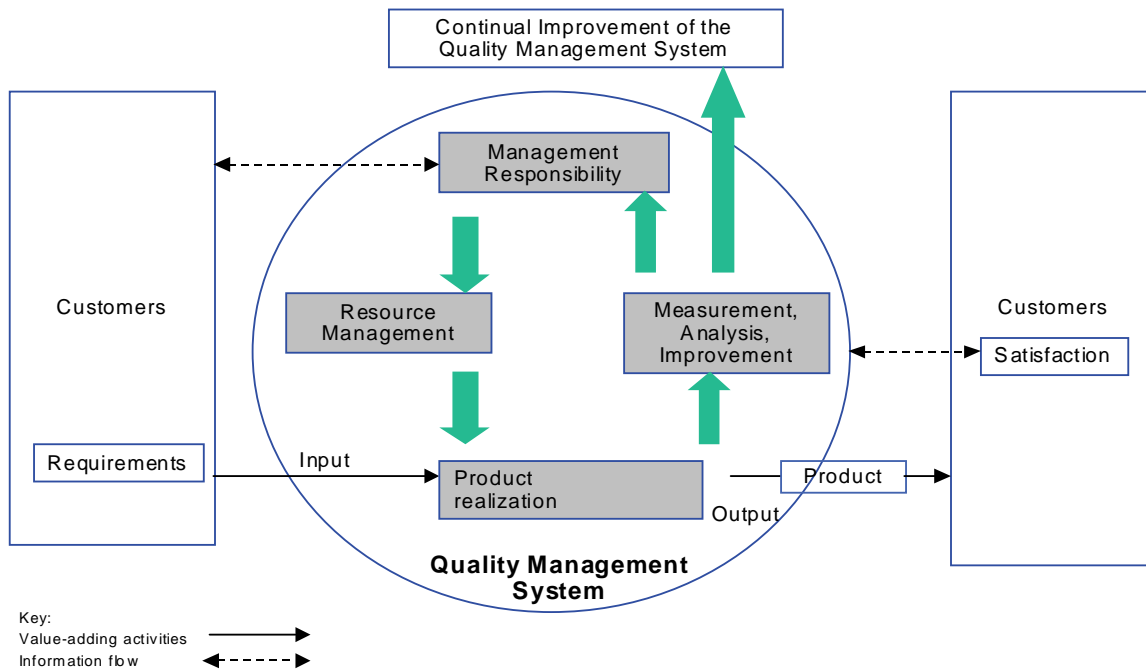 Continual Improvement of the
Quality Management System
Management
Responsibility
Customers
Resource
Management
Measurement,
Analysis,
Improvement
Customers
Satisfaction
Requirements
Input
Product
realization
Product
Output
Quality Management
System
Key:
Value-adding activities
Information flow